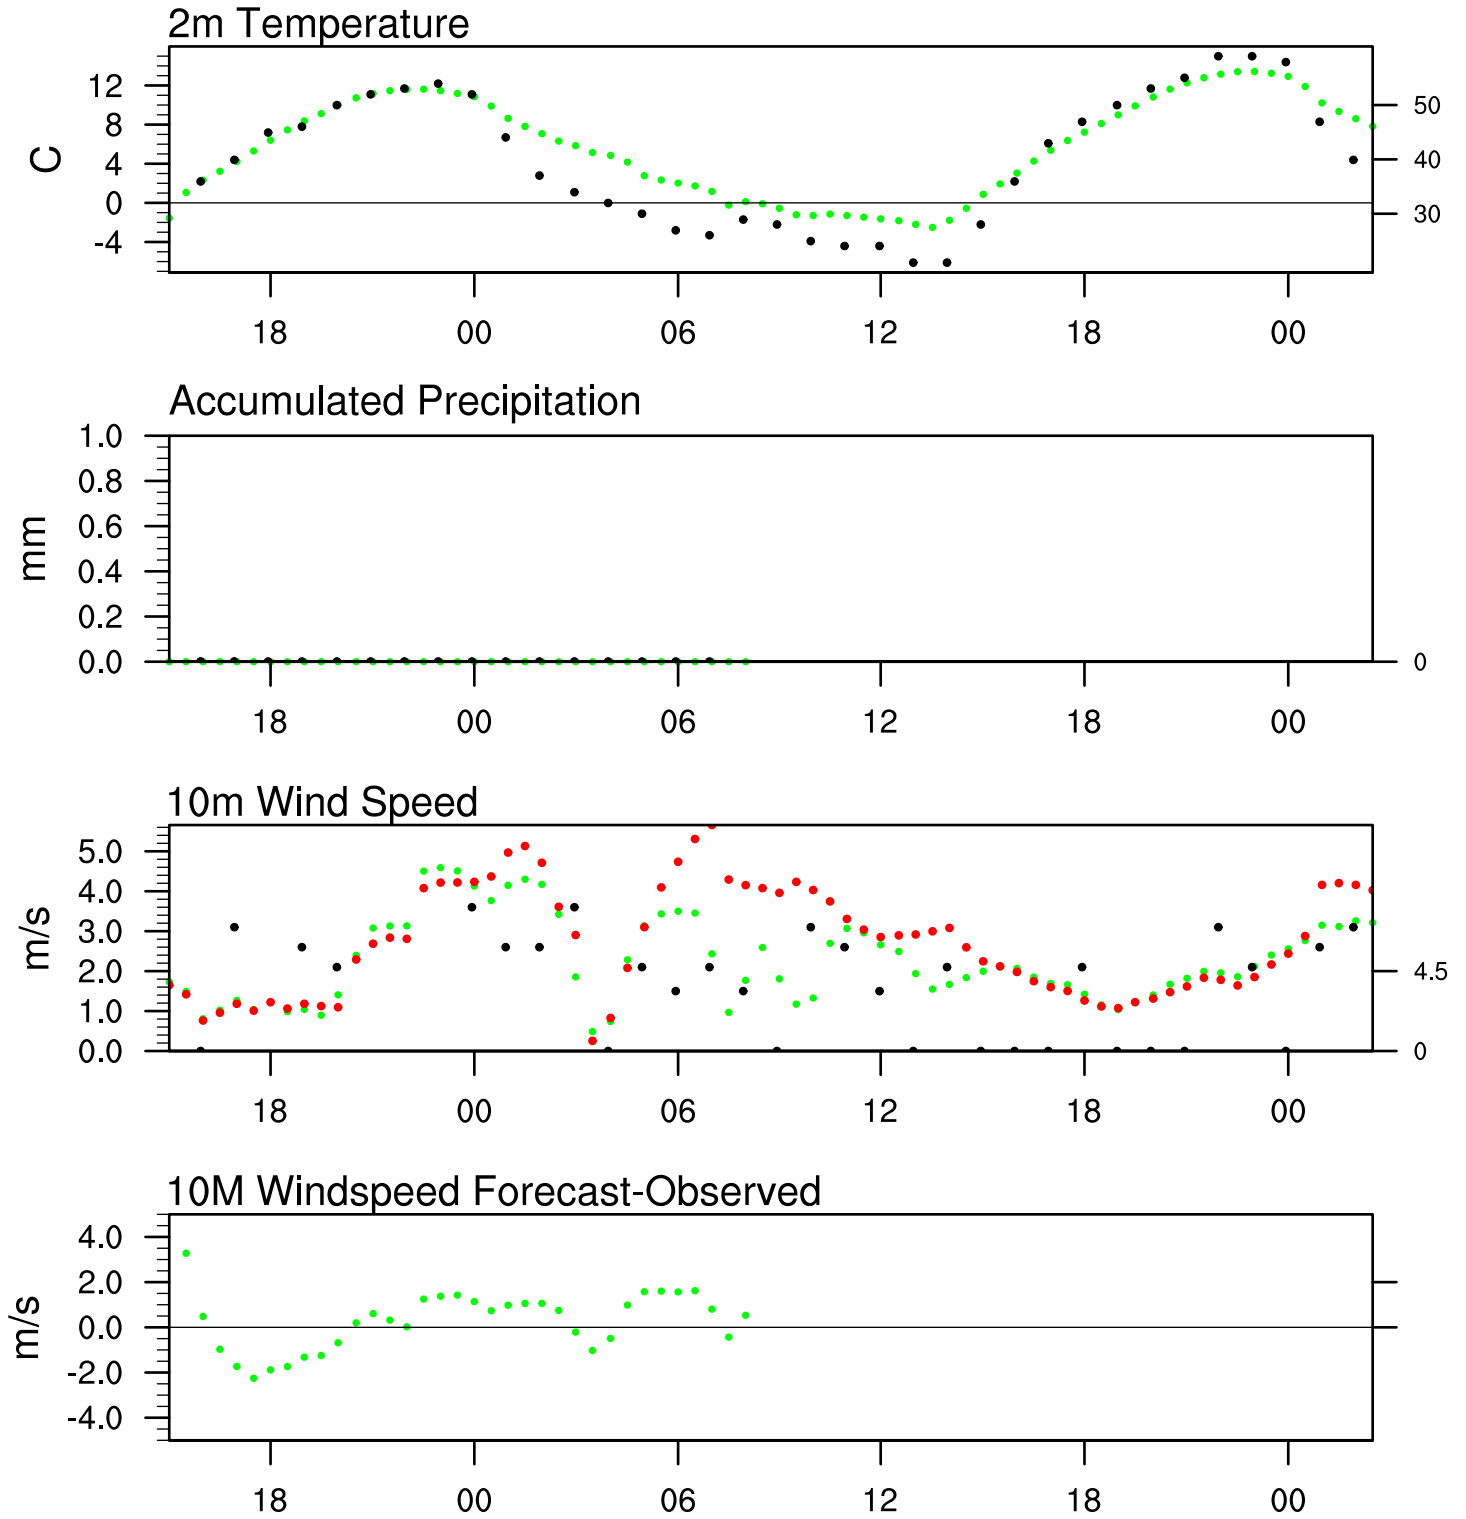 2m Temperature
12
8
4
0
-4
C
50
40
30
18 00 06 12 18 00
Accumulated Precipitation
1.0
0.8
0.6
0.4
0.2
0.0
mm
0
18 00 06 12 18 00
10m Wind Speed
5.0
4.0
3.0
2.0
1.0
0.0
m/s
4.5
0
18 00 06 12 18 00
10M Windspeed Forecast-Observed
4.0
2.0
0.0
-2.0
-4.0
m/s
18 00 06 12 18 00